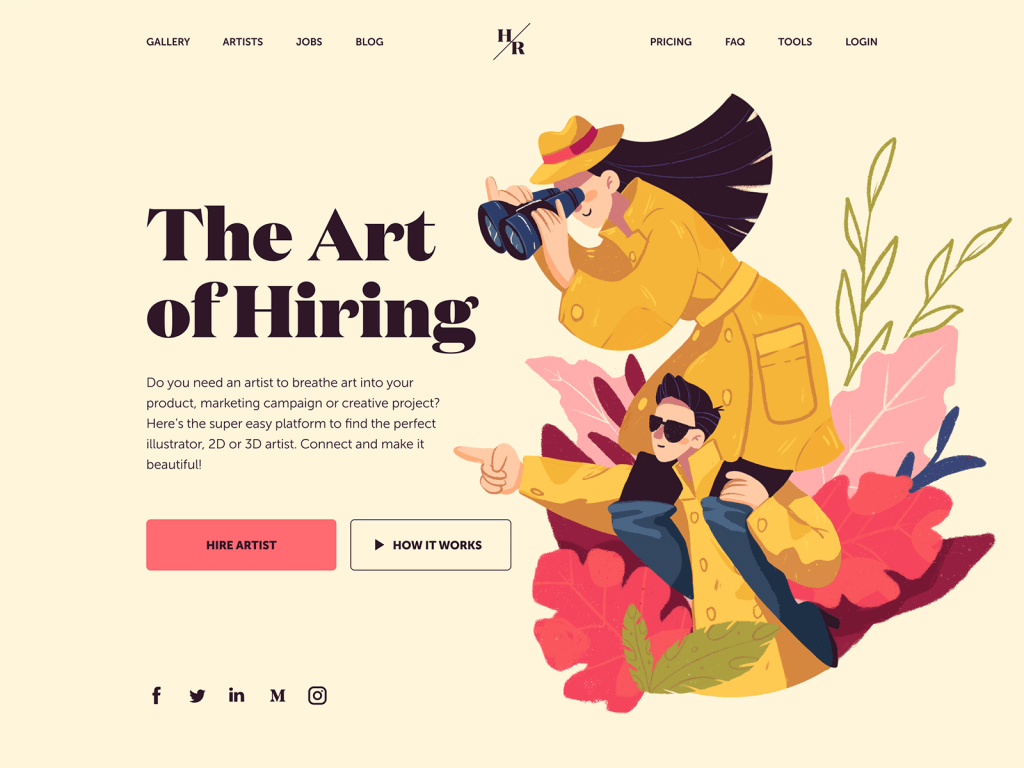 GALLERY ARTISTS JOBS BLOG H R PRICING FAQ TOOLS LOGIN
The Art
of Hiring
Do you need an artist to breathe art into your
product, marketing campaign or creative project?
Here's the super easy platform to find the perfect
illustrator, 2D or 3D artist. Connect and make it
beautiful!
HIRE ARTIST HOW IT WORKS